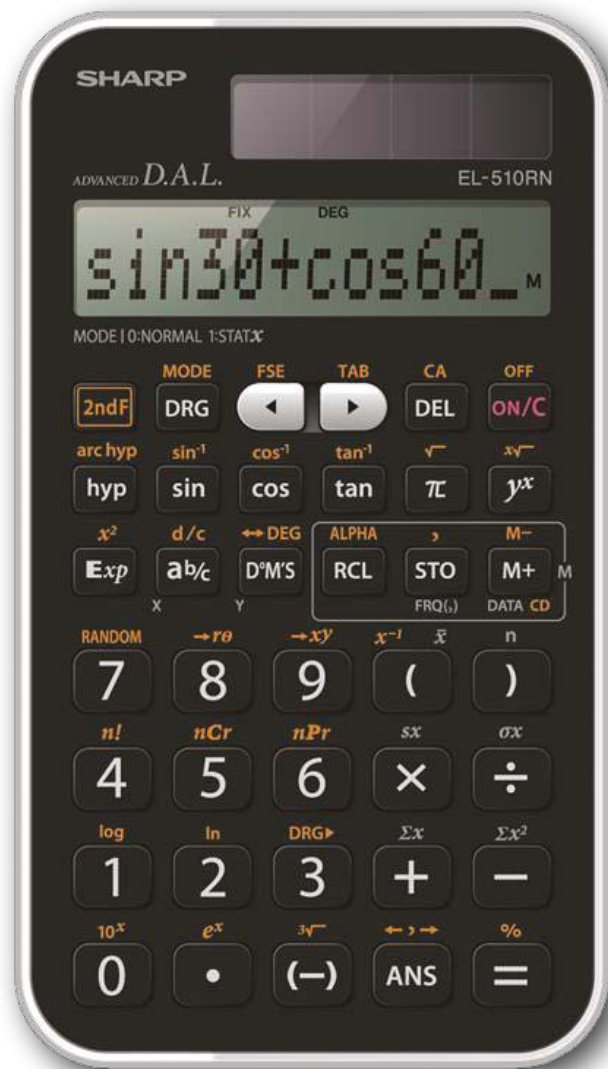 SHARP
ADVANCED D.A.L. EL-510RN
FIX DEG
sin30+cos60_ M
MODE | 0:NORMAL 1:STATx
MODE FSE TAB CA OFF
2ndF DRG ◀ ▶ DEL ON/C
arc hyp sin⁻¹ cos⁻¹ tan⁻¹ √ ˣ√
hyp sin cos tan π yˣ
x² d/c ↔DEG ALPHA , M−
Exp ab/c D°M'S RCL STO M+ M
X Y FRQ(,) DATA CD
RANDOM →rθ →xy x⁻¹ x̄ n
7 8 9 ( )
n! nCr nPr sx σx
4 5 6 × ÷
log ln DRG▶ Σx Σx²
1 2 3 + −
10ˣ eˣ ³√ ←,→ %
0 • (−) ANS =